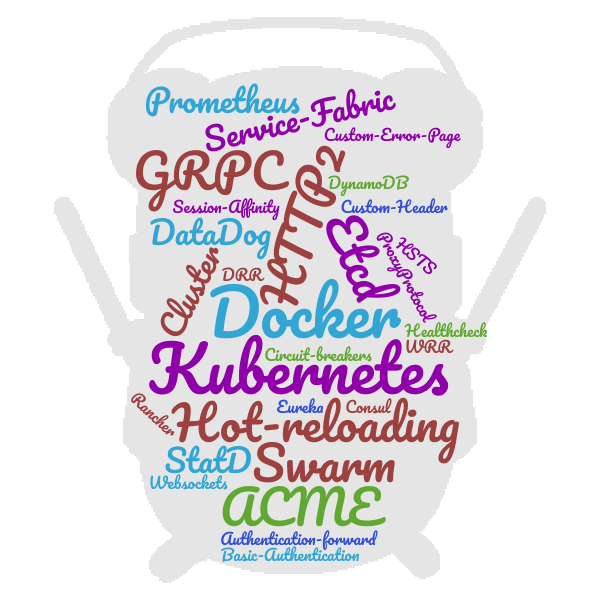 Prometheus
Service-Fabric
Custom-Error-Page
GRPC
HTTP2
DynamoDB
Session-Affinity
Custom-Header
DataDog
Etcd
HSTS
ProxyProtocol
Cluster
DRR
Docker
Healthcheck
WRR
Circuit-breakers
Kubernetes
Rancher
Eureka
Consul
Hot-reloading
StatD
Swarm
Websockets
ACME
Authentication-forward
Basic-Authentication